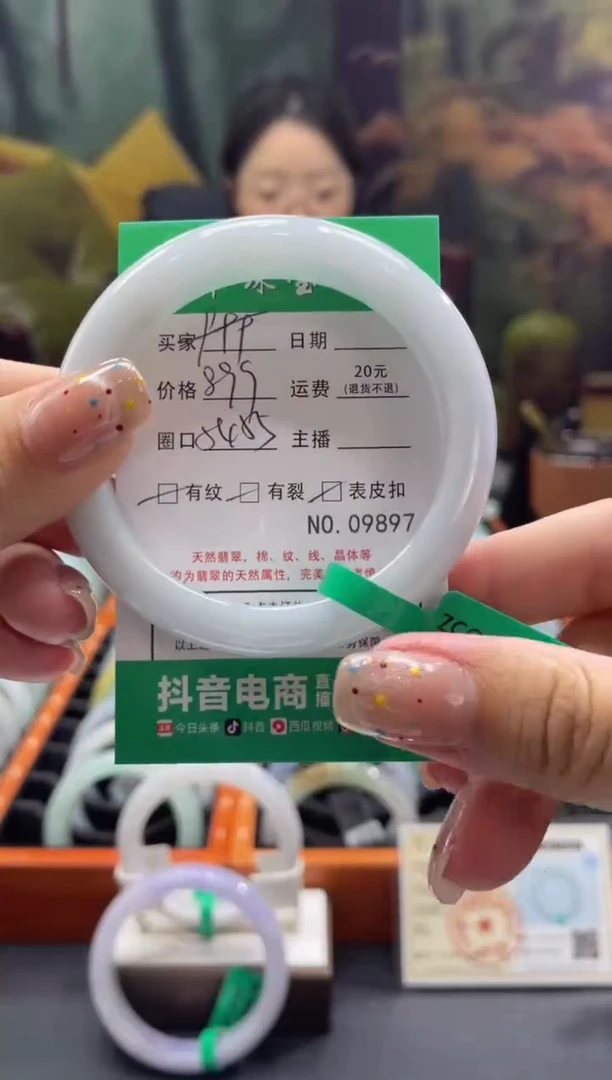 买家 日期
价格 899 运费 20元
(退货不退)
圈口 主播
有纹 有裂 表皮扣
NO. 09897
天然翡翠，棉、纹、线、晶体等
为翡翠的天然属性，完美
抖音电商 直播
今日头条 抖音 西瓜视频